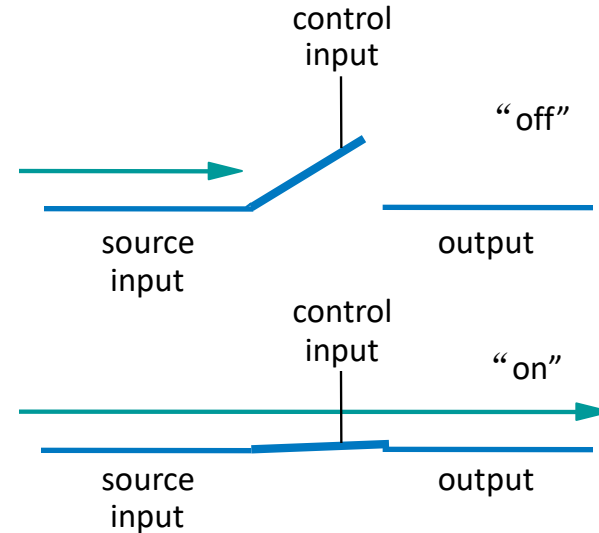 control
input
“off”
source
input
output
control
input
“on”
source
input
output